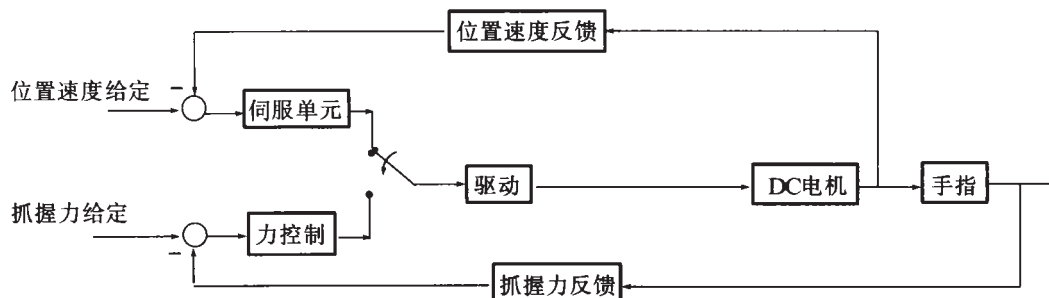 位置速度反馈
位置速度给定
伺服单元
驱动
DC电机
手指
抓握力给定
力控制
抓握力反馈